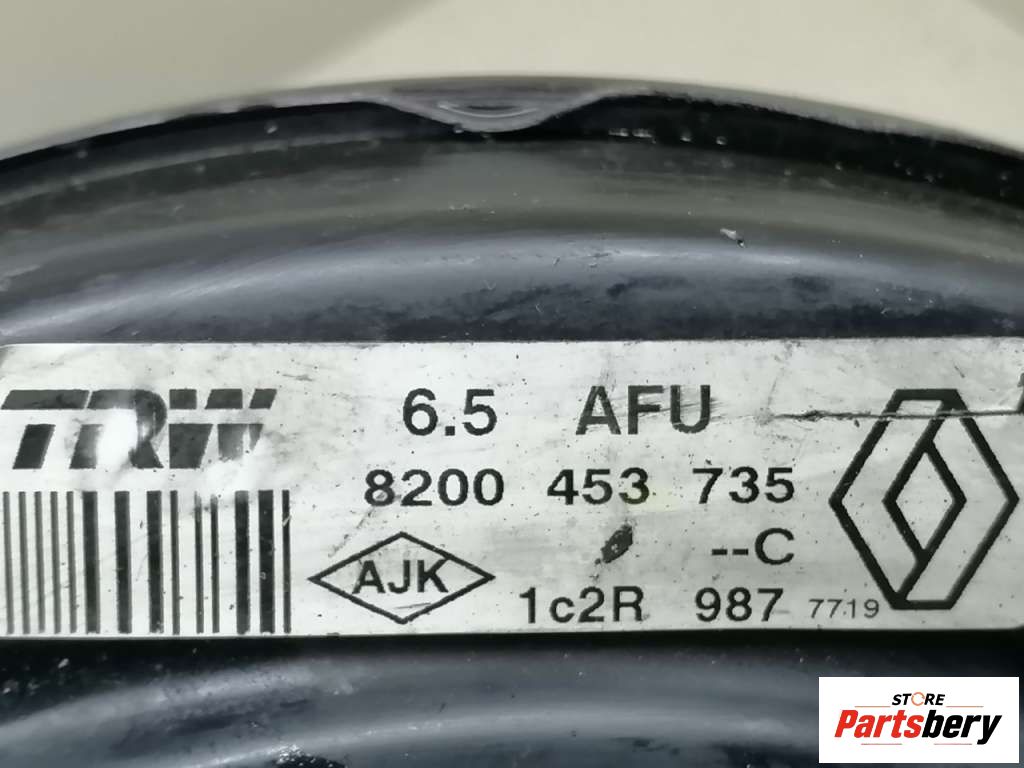 TRW
6.5 AFU
8200 453 735
--C
AJK
1c2R 987 7719
STORE
Partsbery